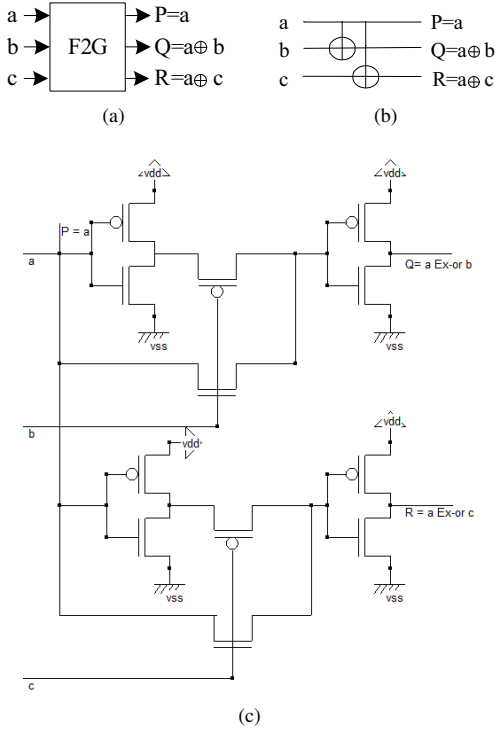 a P=a
b F2G Q=a⊕ b
c R=a⊕ c
(a)
a P=a
b Q=a⊕ b
c R=a⊕ c
(b)
vdd vdd
P = a
a Q= a Ex-or b
vss vss
b
vdd vdd
R = a Ex-or c
vss vss
c
(c)